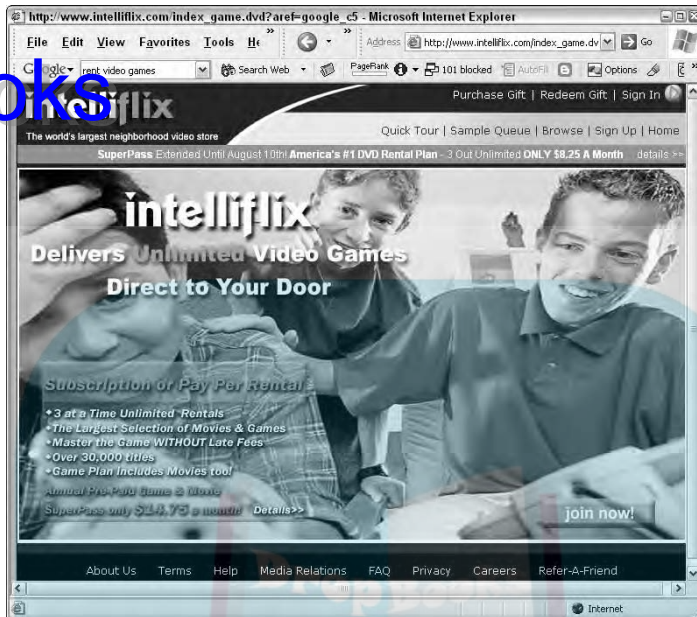 http://www.intelliflix.com/index_game.dvd?aref=google_c5 - Microsoft Internet Explorer
File Edit View Favorites Tools He » » Address http://www.intelliflix.com/index_game.dv Go
Google rent video games Search Web PageRank 101 blocked AutoFill Options
oks
intelliflix
Purchase Gift | Redeem Gift | Sign In
The world's largest neighborhood video store
Quick Tour | Sample Queue | Browse | Sign Up | Home
SuperPass Extended Until August 10th! America's #1 DVD Rental Plan - 3 Out Unlimited ONLY $8.25 A Month details >>
intelliflix
Delivers Unlimited Video Games
Direct to Your Door
Subscription or Pay Per Rental
3 at a Time Unlimited Rentals
The Largest Selection of Movies & Games
Master the Game WITHOUT Late Fees
Over 30,000 titles
Game Plan Includes Movies too!
Annual Pre-Paid Game & Movie
SuperPass only $14.75 a month! Details>>
join now!
About Us Terms Help Media Relations FAQ Privacy Careers Refer-A-Friend
DropBooks
Internet